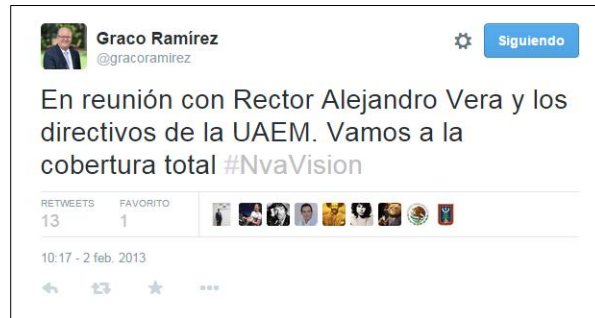 Graco Ramírez
@gracoramirez
Siguiendo
En reunión con Rector Alejandro Vera y los
directivos de la UAEM. Vamos a la
cobertura total #NvaVision
RETWEETS FAVORITO
13 1
10:17 - 2 feb. 2013